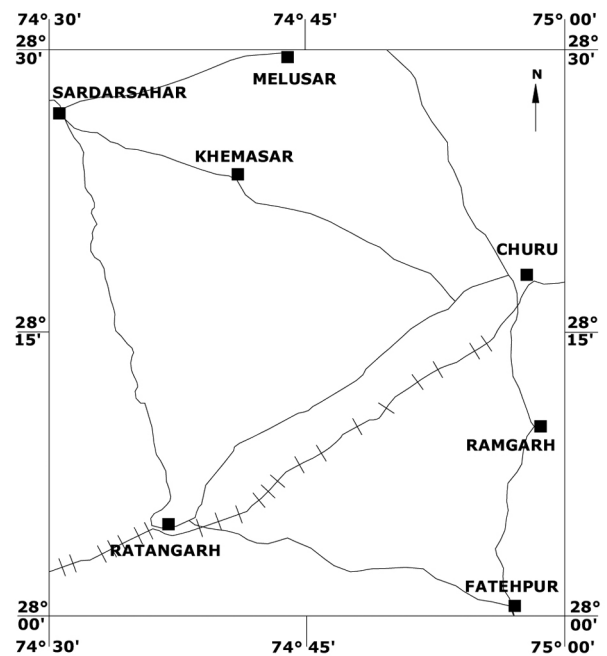 74° 30' 74° 45' 75° 00'
28° 28°
30' 30'
MELUSAR
N
SARDARSAHAR
KHEMASAR
CHURU
28° 28°
15' 15'
RAMGARH
RATANGARH
FATEHPUR
28° 28°
00' 00'
74° 30' 74° 45' 75° 00'